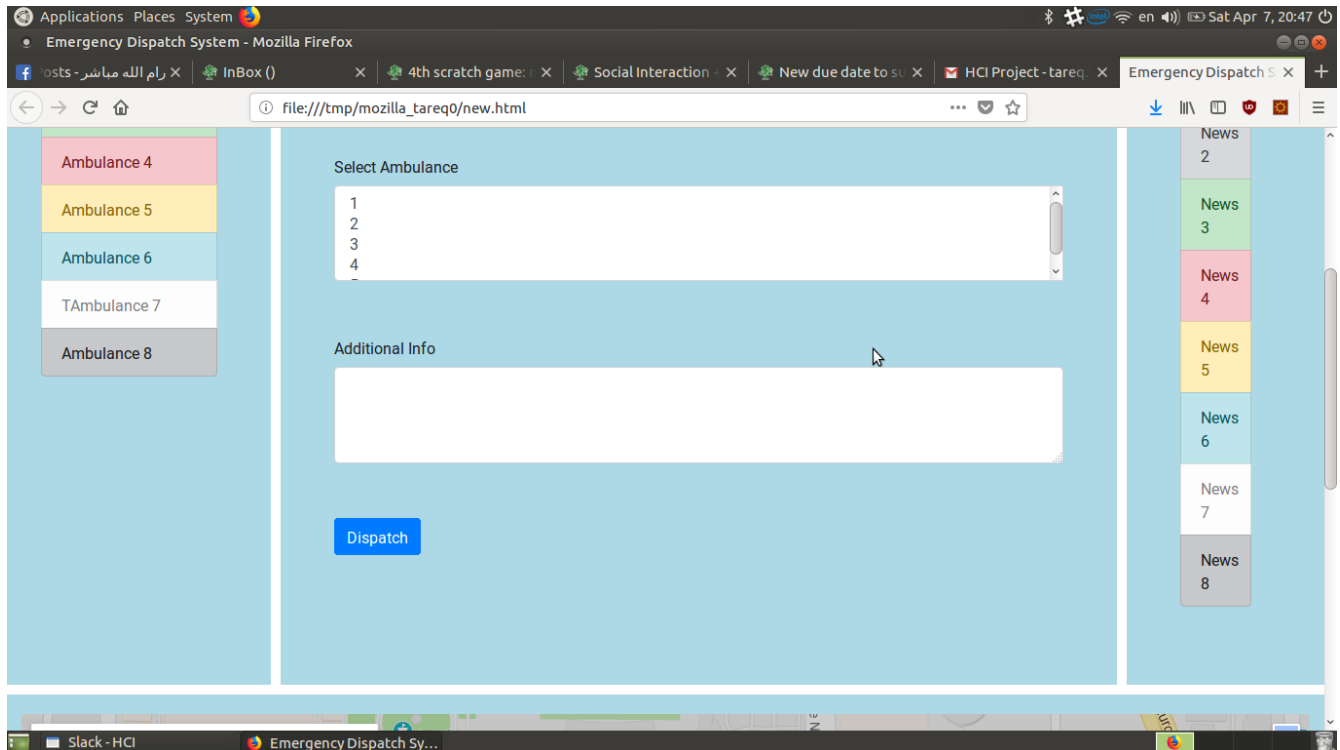 Applications Places System
en
Sat Apr 7, 20:47
Emergency Dispatch System - Mozilla Firefox
رام الله مباشر - Posts
InBox ()
4th scratch game:
Social Interaction
New due date to su
HCI Project - tareq.
Emergency Dispatch S
file:///tmp/mozilla_tareq0/new.html
Ambulance 4
Ambulance 5
Ambulance 6
TAmbulance 7
Ambulance 8
Select Ambulance
1
2
3
4
Additional Info
Dispatch
News
2
News
3
News
4
News
5
News
6
News
7
News
8
Slack - HCI
Emergency Dispatch Sy...